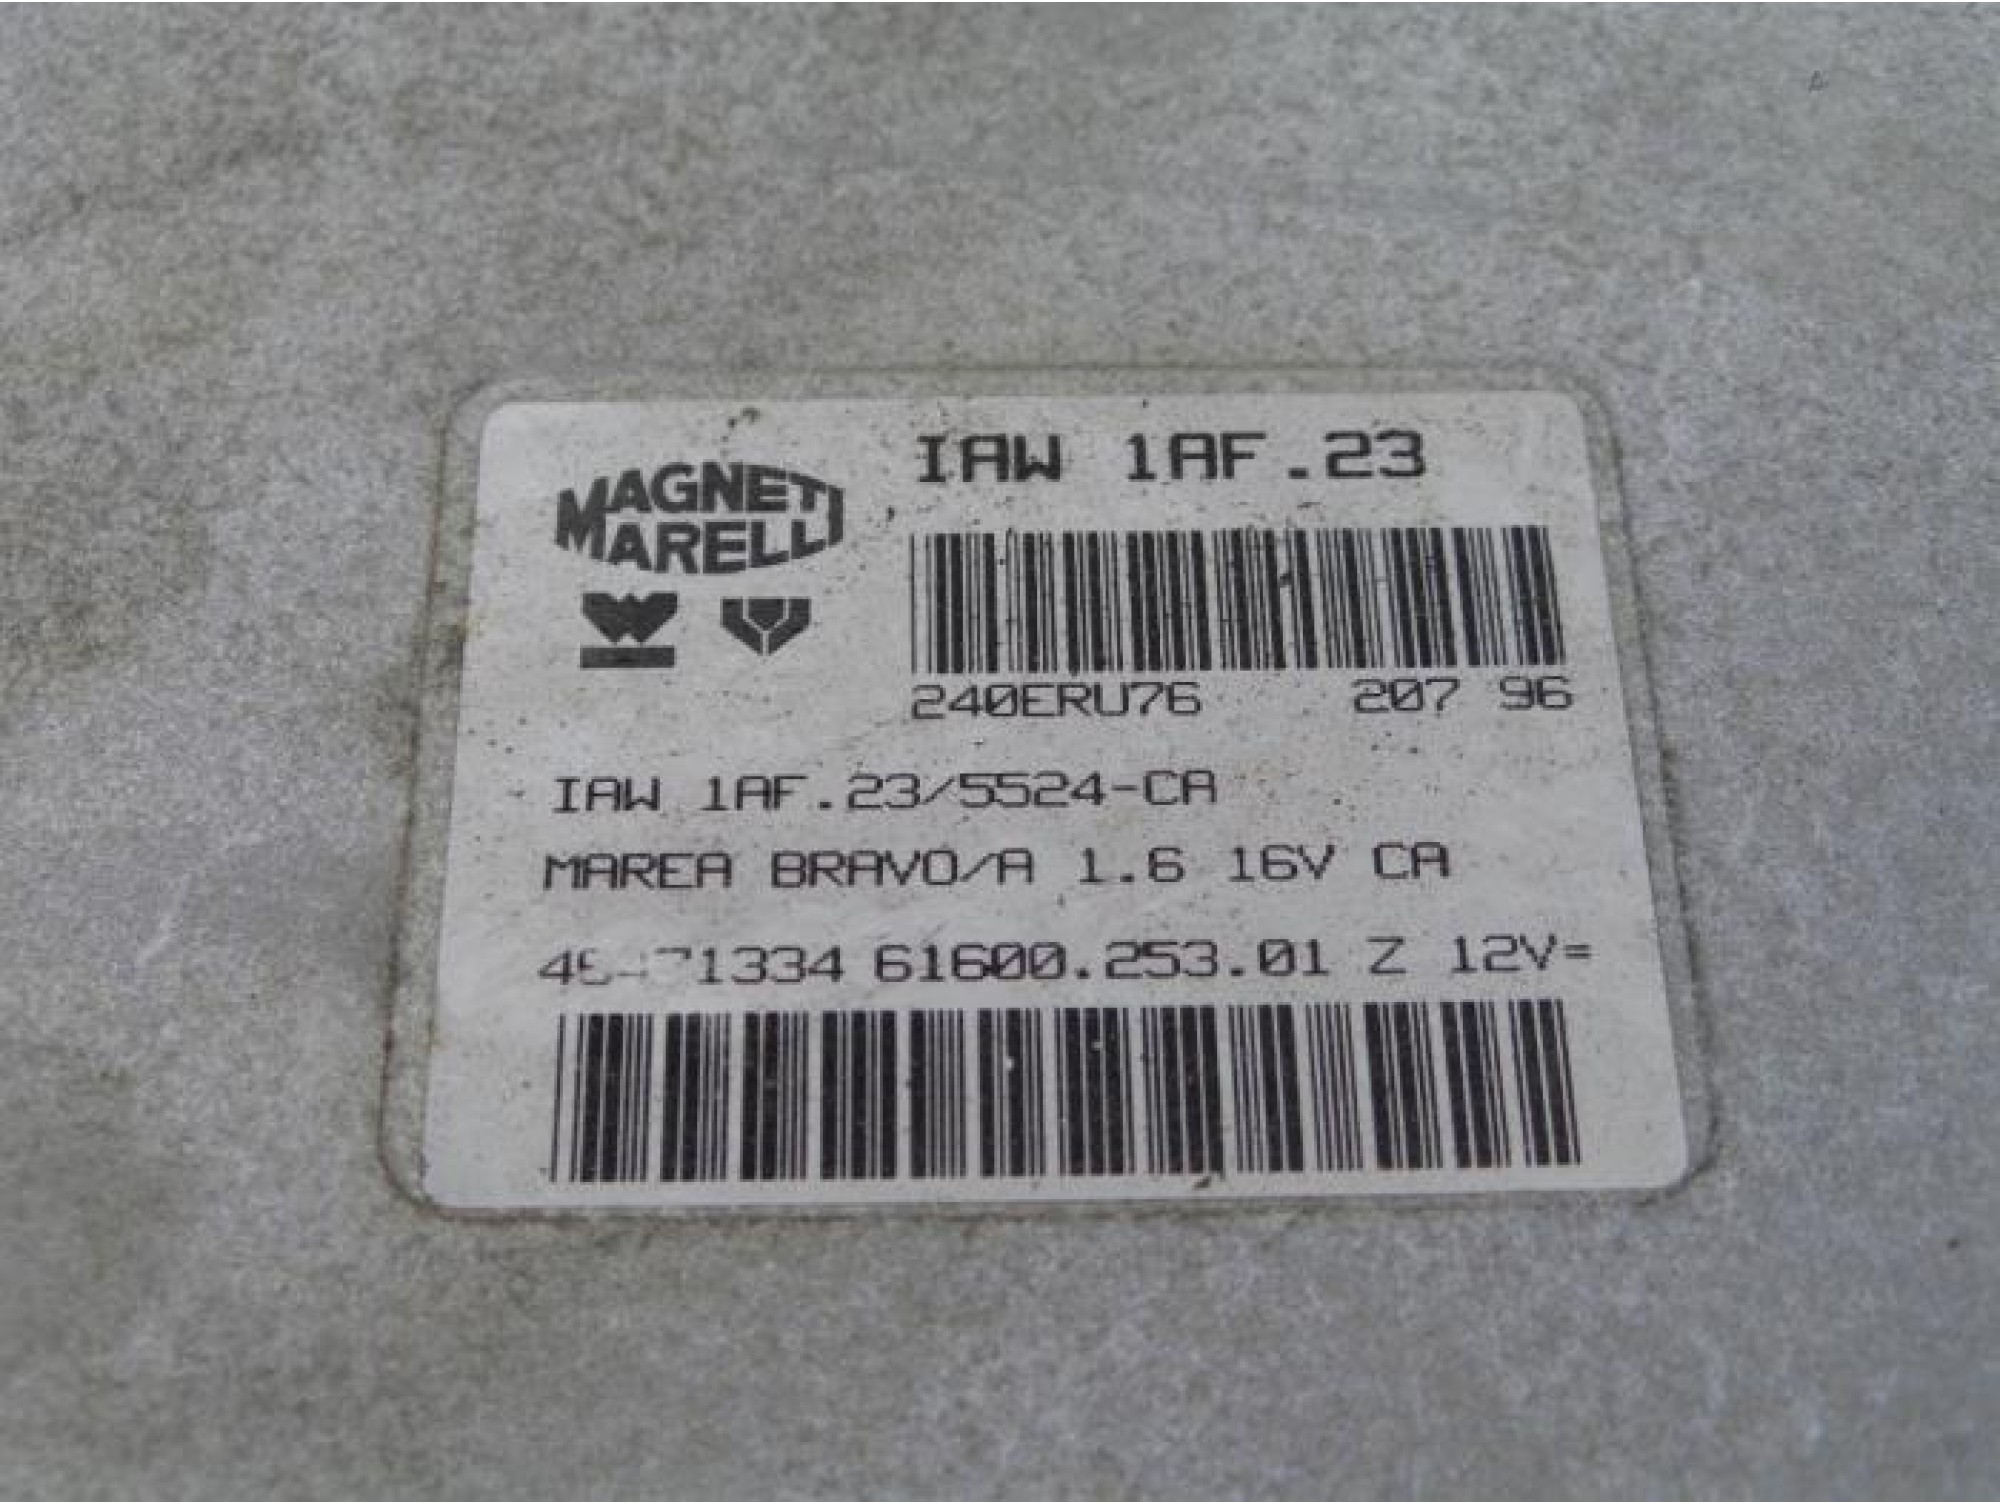 IAW 1AF.23
MAGNETI
MARELLI
240ERU76 207 96
IAW 1AF.23/5524-CA
MAREA BRAVO/A 1.6 16V CA
61600.253.01 Z 12V=